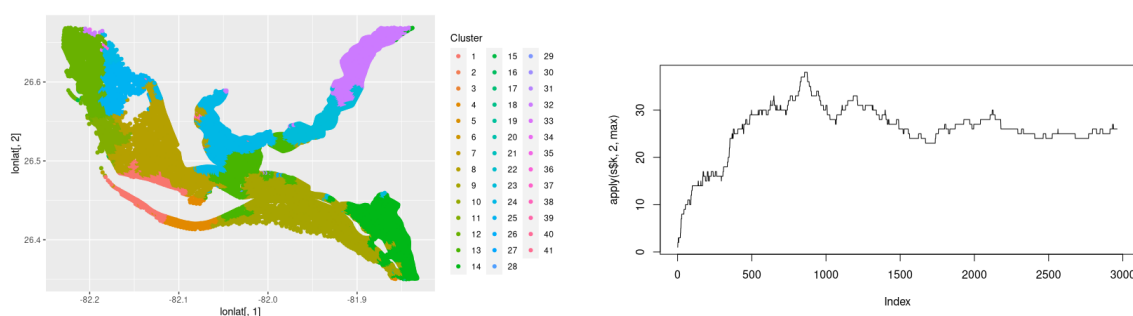 26.6
26.5
26.4
-82.2 -82.1 -82.0 -81.9
lonlat[, 1]
lonlat[, 2]
Cluster
1 15 29
2 16 30
3 17 31
4 18 32
5 19 33
6 20 34
7 21 35
8 22 36
9 23 37
10 24 38
11 25 39
12 26 40
13 27 41
14 28
apply(s$k, 2, max)
30
20
10
0
0 500 1000 1500 2000 2500 3000
Index